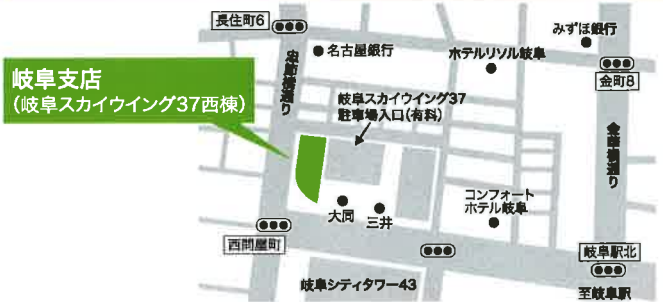 長住町6
みずほ銀行
名古屋銀行
ホテルリソル岐阜
忠節橋通り
金町8
岐阜支店
(岐阜スカイウイング37西棟)
岐阜スカイウイング37
駐車場入口(有料)
金華橋通り
コンフォート
ホテル岐阜
大同
三井
西問屋町
岐阜駅北
岐阜シティタワー43
至岐阜駅